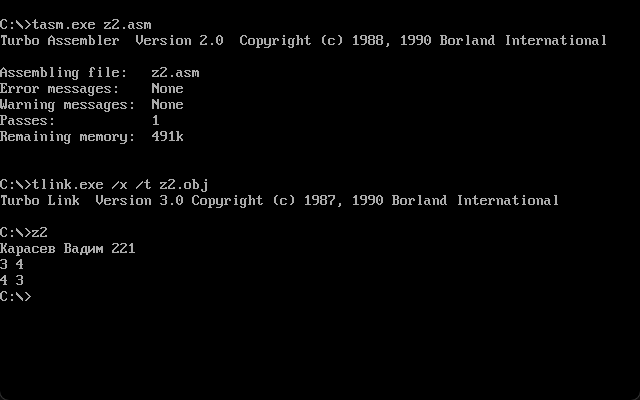 C:\>tasm.exe z2.asm
Turbo Assembler  Version 2.0  Copyright (c) 1988, 1990 Borland International
Assembling file:   z2.asm
Error messages:    None
Warning messages:  None
Passes:            1
Remaining memory:  491k
C:\>tlink.exe /x /t z2.obj
Turbo Link  Version 3.0 Copyright (c) 1987, 1990 Borland International
C:\>z2
Карасев Вадим 221
3 4
4 3
C:\>